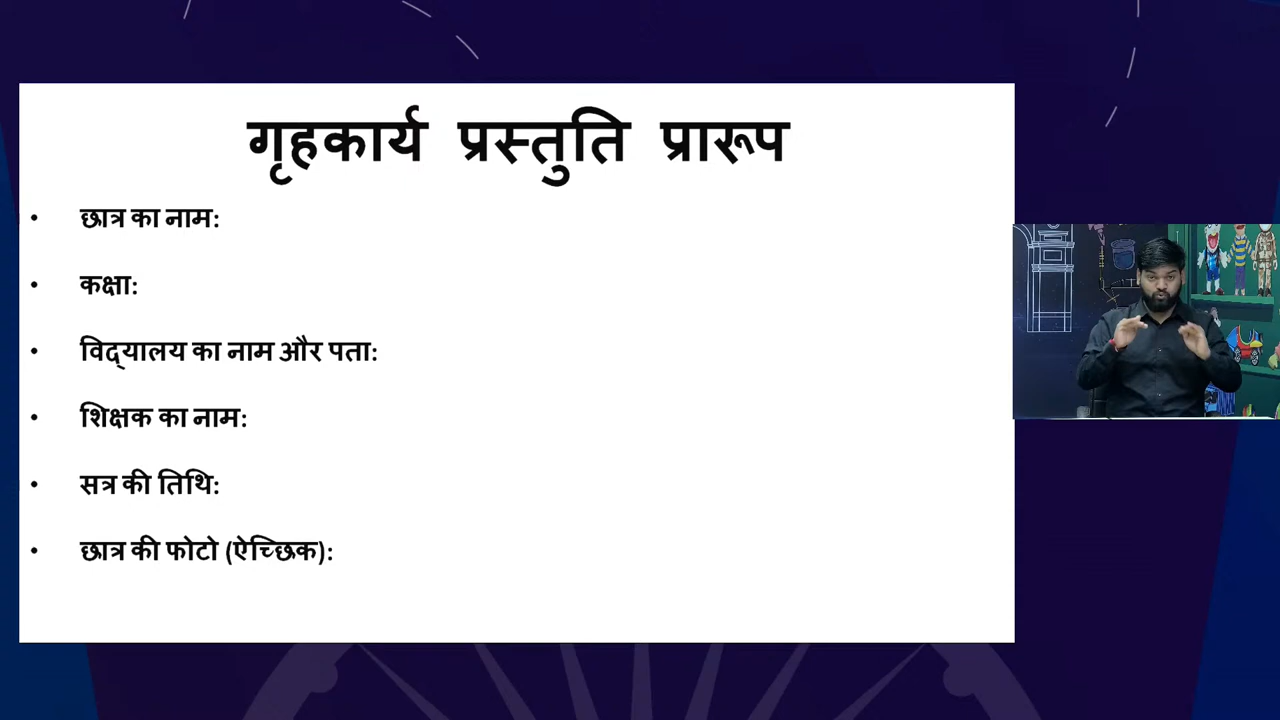 गृहकार्य प्रस्तुति प्रारूप
• छात्र का नाम:
• कक्षा:
• विद्यालय का नाम और पता:
• शिक्षक का नाम:
• सत्र की तिथि:
• छात्र की फोटो (ऐच्छिक):